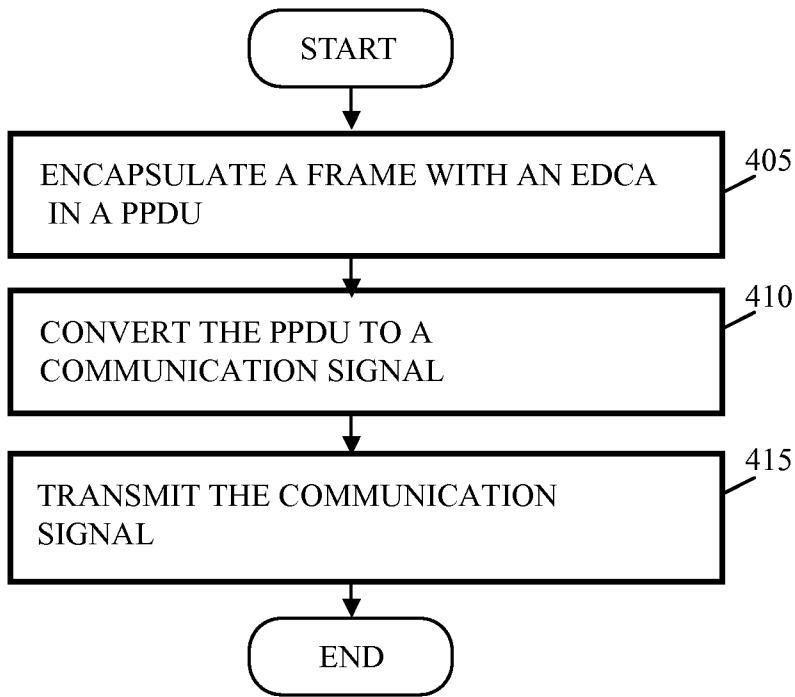 START
ENCAPSULATE A FRAME WITH AN EDCA
IN A PPDU
405
CONVERT THE PPDU TO A
COMMUNICATION SIGNAL
410
TRANSMIT THE COMMUNICATION
SIGNAL
415
END